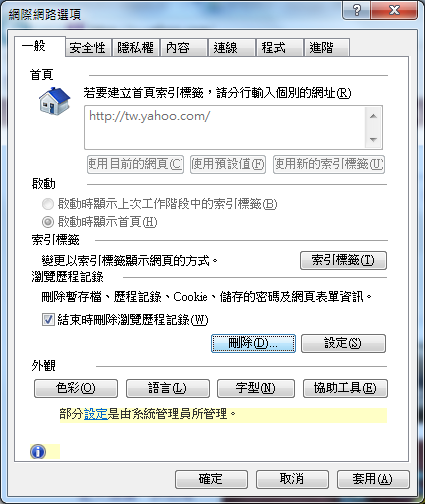 網際網路選項
一般 安全性 隱私權 內容 連線 程式 進階
首頁
若要建立首頁索引標籤，請分行輸入個別的網址(R)
http://tw.yahoo.com/
使用目前的網頁(C 使用預設值(F) 使用新的索引標籤(U)
啟動
啟動時顯示上次工作階段中的索引標籤(B)
啟動時顯示首頁(H)
索引標籤
變更以索引標籤顯示網頁的方式。 索引標籤(T)
瀏覽歷程記錄
刪除暫存檔、歷程記錄、Cookie、儲存的密碼及網頁表單資訊。
結束時刪除瀏覽歷程記錄(W)
刪除(D)... 設定(S)
外觀
色彩(O) 語言(L) 字型(N) 協助工具(E)
部分設定是由系統管理員所管理。
確定 取消 套用(A)